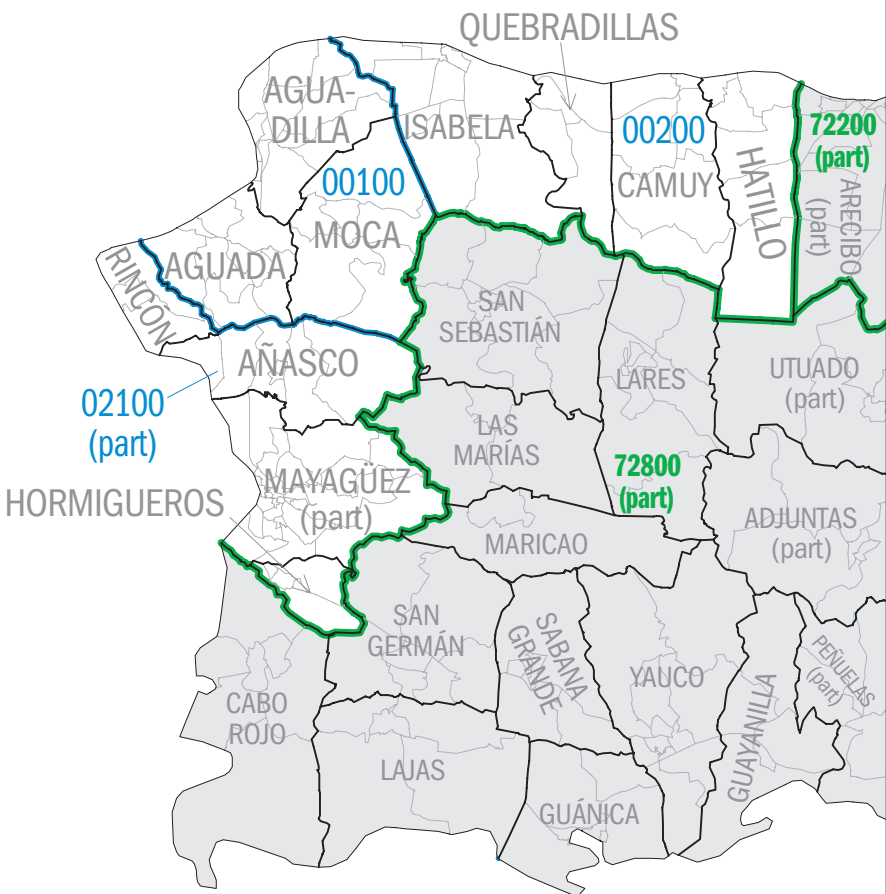 QUEBRADILLAS
AGUA-
DILLA
ISABELA
00200
72200
(part)
00100
CAMUY
HATILLO
ARECIBO
(part)
MOCA
AGUADA
RINCÓN
SAN
SEBASTIÁN
AÑASCO
LARES
UTUADO
(part)
02100
(part)
LAS
MARÍAS
72800
(part)
MAYAGÜEZ
(part)
HORMIGUEROS
ADJUNTAS
(part)
MARICAO
SAN
GERMÁN
SABANA
GRANDE
YAUCO
PEÑUELAS
(part)
GUAYANILLA
CABO
ROJO
LAJAS
GUÁNICA